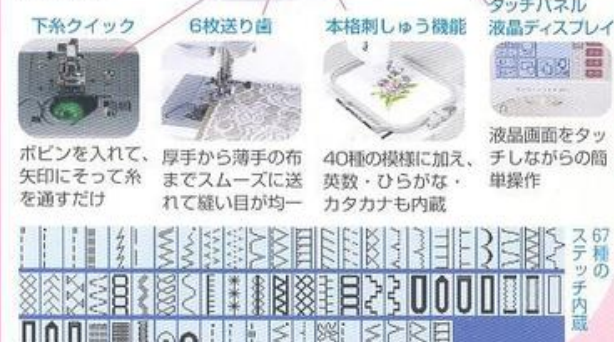 下糸クイック
ボビンを入れて、
矢印にそって糸
を通すだけ
6枚送り歯
厚手から薄手の布
までスムーズに送
れて縫い目が均一
本格刺しゅう機能
40種の模様に加え、
英数・ひらがな・
カタカナも内蔵
タッチパネル
液晶ディスプレイ
液晶画面をタッ
チしながらの簡
単操作
67種の
ステッチ内蔵